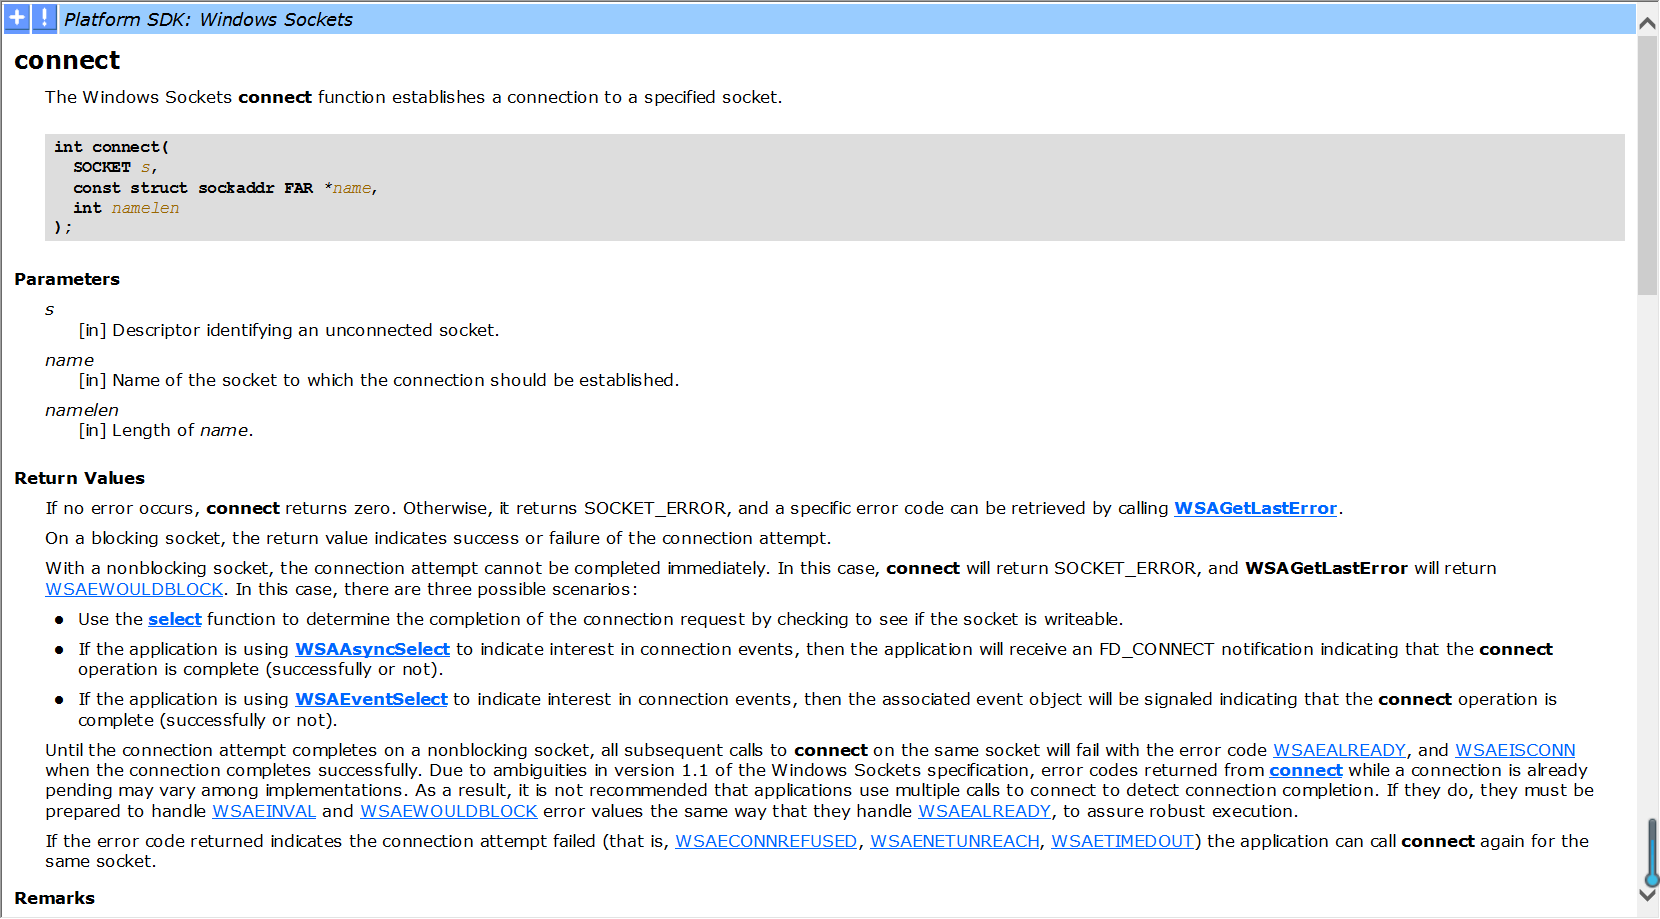 Platform SDK: Windows Sockets
connect
The Windows Sockets connect function establishes a connection to a specified socket.
int connect(
SOCKET s,
const struct sockaddr FAR *name,
int namelen
);
Parameters
s
[in] Descriptor identifying an unconnected socket.
name
[in] Name of the socket to which the connection should be established.
namelen
[in] Length of name.
Return Values
If no error occurs, connect returns zero. Otherwise, it returns SOCKET_ERROR, and a specific error code can be retrieved by calling WSAGetLastError.
On a blocking socket, the return value indicates success or failure of the connection attempt.
With a nonblocking socket, the connection attempt cannot be completed immediately. In this case, connect will return SOCKET_ERROR, and WSAGetLastError will return
WSAEWOULDBLOCK. In this case, there are three possible scenarios:
● Use the select function to determine the completion of the connection request by checking to see if the socket is writeable.
● If the application is using WSAAsyncSelect to indicate interest in connection events, then the application will receive an FD_CONNECT notification indicating that the connect
operation is complete (successfully or not).
● If the application is using WSAEventSelect to indicate interest in connection events, then the associated event object will be signaled indicating that the connect operation is
complete (successfully or not).
Until the connection attempt completes on a nonblocking socket, all subsequent calls to connect on the same socket will fail with the error code WSAEALREADY, and WSAEISCONN
when the connection completes successfully. Due to ambiguities in version 1.1 of the Windows Sockets specification, error codes returned from connect while a connection is already
pending may vary among implementations. As a result, it is not recommended that applications use multiple calls to connect to detect connection completion. If they do, they must be
prepared to handle WSAEINVAL and WSAEWOULDBLOCK error values the same way that they handle WSAEALREADY, to assure robust execution.
If the error code returned indicates the connection attempt failed (that is, WSAECONNREFUSED, WSAENETUNREACH, WSAETIMEDOUT) the application can call connect again for the
same socket.
Remarks